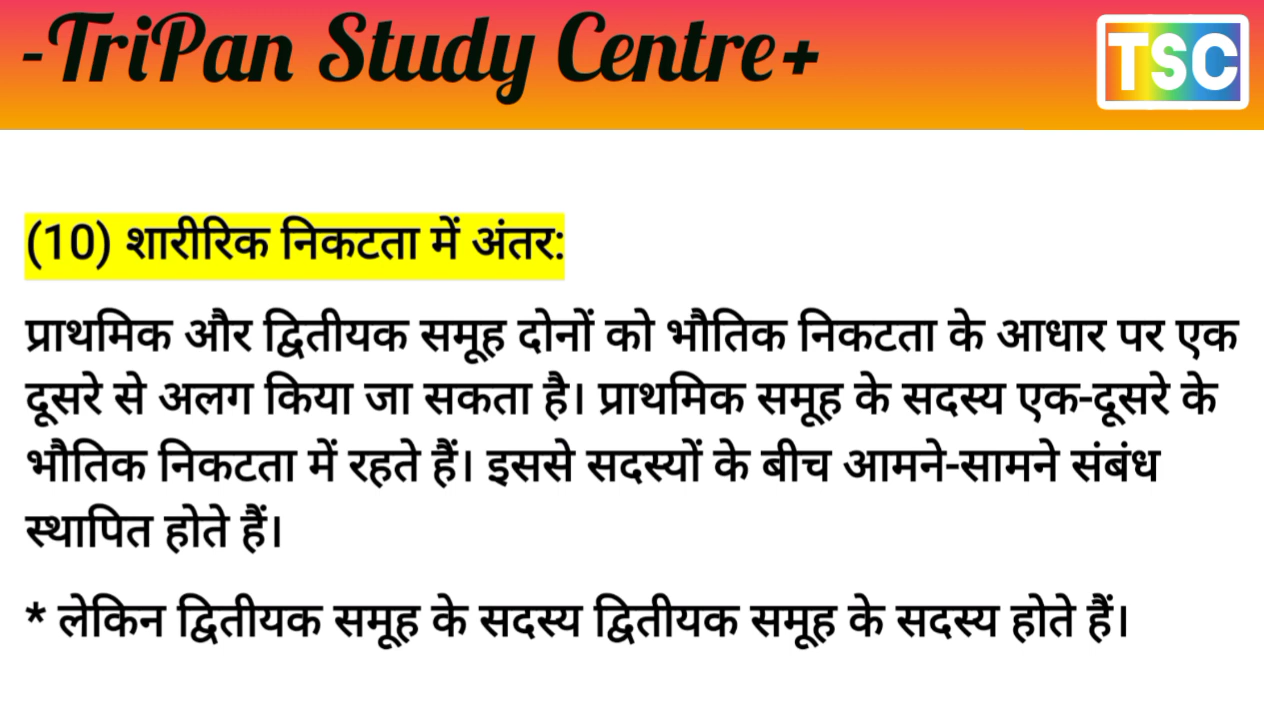 -TriPan Study Centre+
TSC
(10) शारीरिक निकटता में अंतर:
प्राथमिक और द्वितीयक समूह दोनों को भौतिक निकटता के आधार पर एक
दूसरे से अलग किया जा सकता है। प्राथमिक समूह के सदस्य एक-दूसरे के
भौतिक निकटता में रहते हैं। इससे सदस्यों के बीच आमने-सामने संबंध
स्थापित होते हैं।
* लेकिन द्वितीयक समूह के सदस्य द्वितीयक समूह के सदस्य होते हैं।